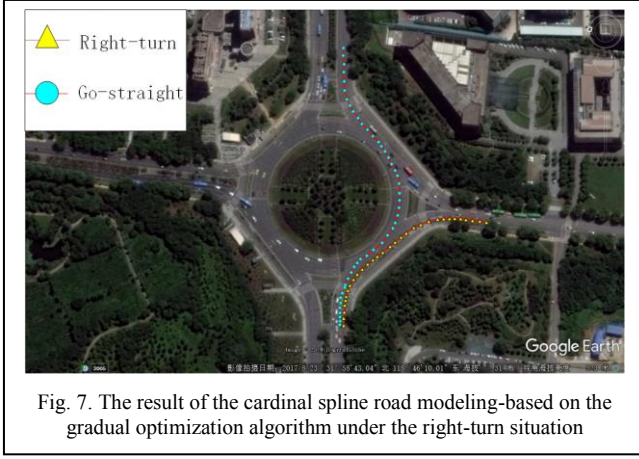 Right-turn
Go-straight
Google Earth
Fig. 7. The result of the cardinal spline road modeling-based on the
gradual optimization algorithm under the right-turn situation